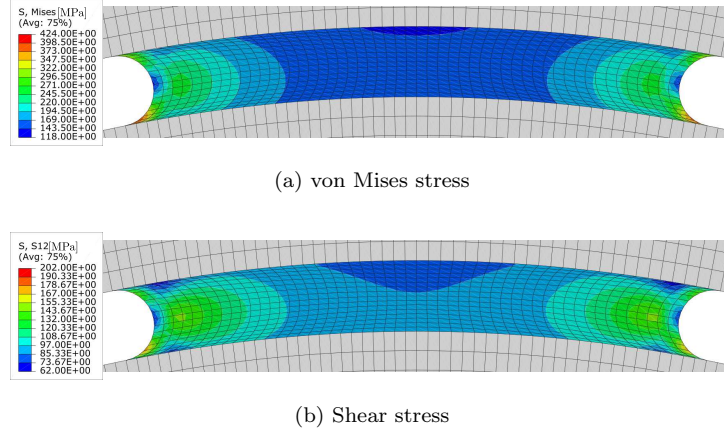 S, Mises[MPa]
(Avg: 75%)
424.00E+00
398.50E+00
373.00E+00
347.50E+00
322.00E+00
296.50E+00
271.00E+00
245.50E+00
220.00E+00
194.50E+00
169.00E+00
143.50E+00
118.00E+00
(a) von Mises stress
S, S12[MPa]
(Avg: 75%)
202.00E+00
190.33E+00
178.67E+00
167.00E+00
155.33E+00
143.67E+00
132.00E+00
120.33E+00
108.67E+00
97.00E+00
85.33E+00
73.67E+00
62.00E+00
(b) Shear stress